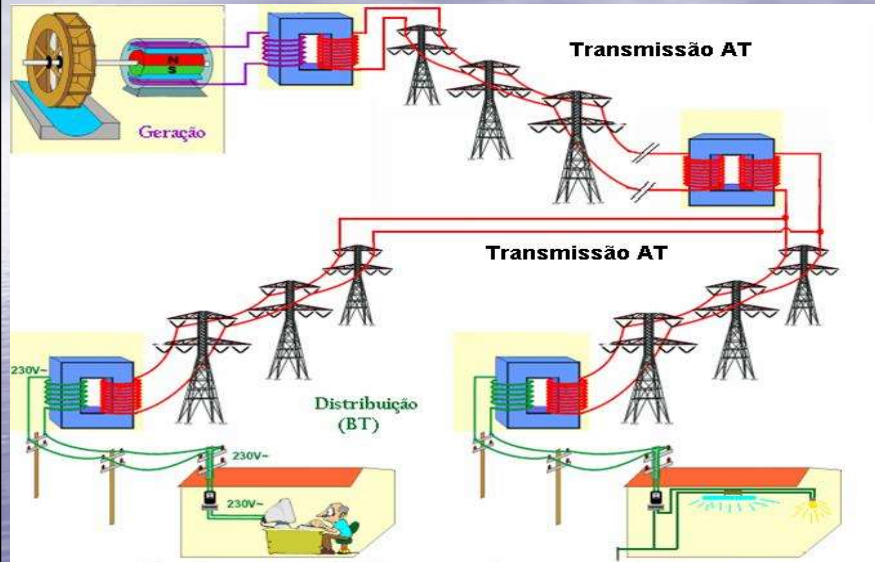 Transmissão AT
N
S
Geração
Transmissão AT
230V~
Distribuição
(BT)
230V~
230V~